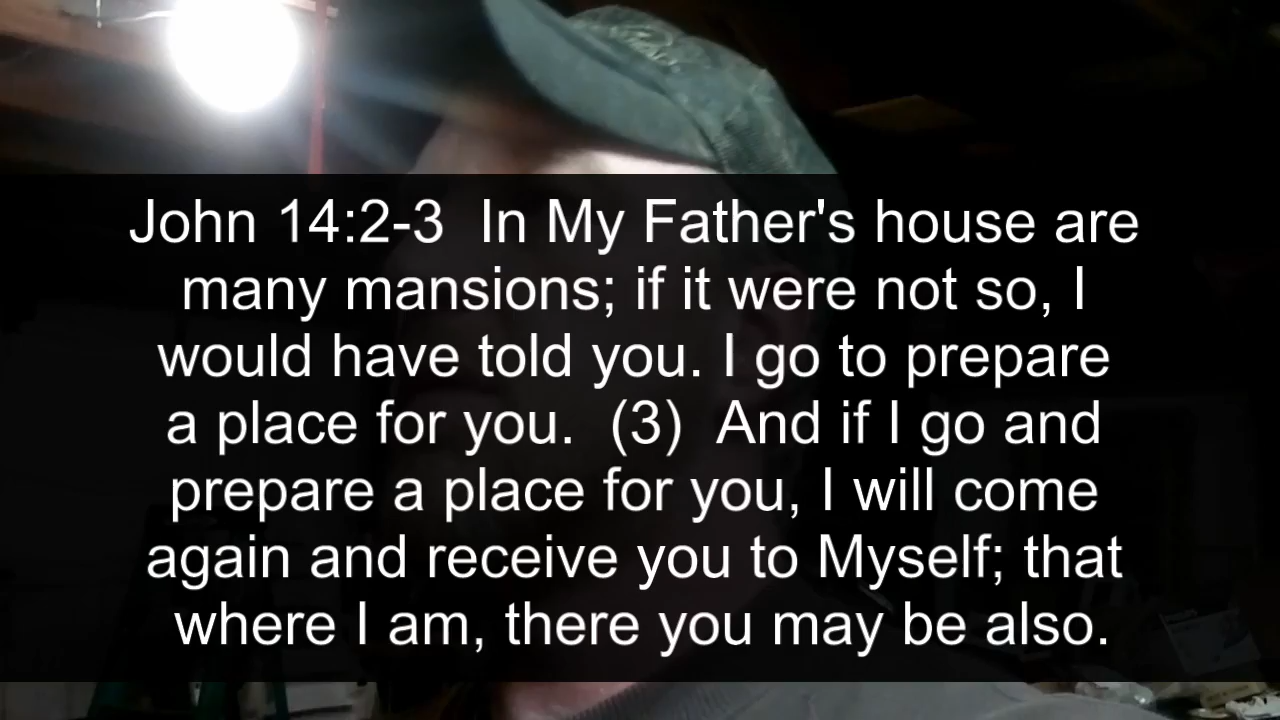 John 14:2-3  In My Father's house are
many mansions; if it were not so, I
would have told you. I go to prepare
a place for you.  (3)  And if I go and
prepare a place for you, I will come
again and receive you to Myself; that
where I am, there you may be also.